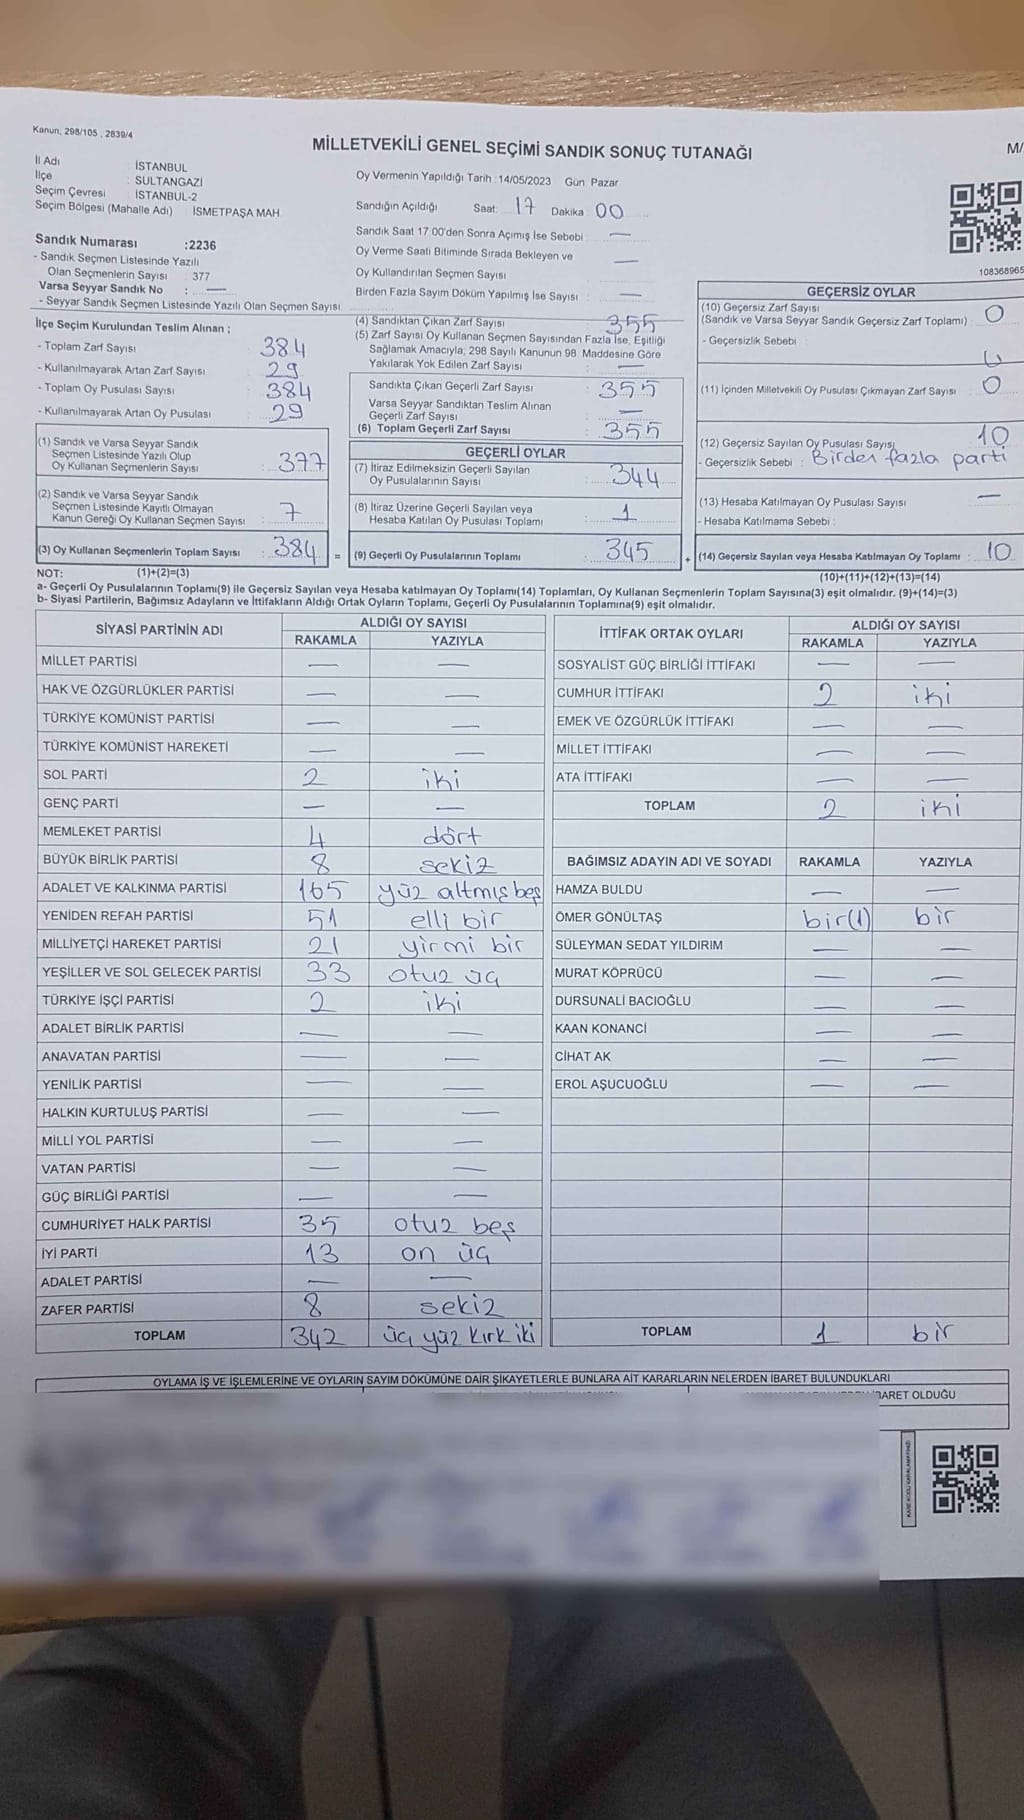 Kanun, 298/105 , 2839/4
MİLLETVEKİLİ GENEL SEÇİMİ SANDIK SONUÇ TUTANAĞI
M/
İl Adı İSTANBUL
İlçe : SULTANGAZİ
Seçim Çevresi İSTANBUL-2
Seçim Bölgesi (Mahalle Adı) İSMETPAŞA MAH
Oy Vermenin Yapıldığı Tarih :14/05/2023 Gün: Pazar
Sandığın Açıldığı Saat: 17 Dakika 00
Sandık Saat 17.00'den Sonra Açımış İse Sebebi : —
Oy Verme Saati Bitiminde Sırada Bekleyen ve
Oy Kullandırılan Seçmen Sayısı —
Birden Fazla Sayım Döküm Yapılmış İse Sayısı : —
Sandık Numarası :2236
- Sandık Seçmen Listesinde Yazılı
Olan Seçmenlerin Sayısı : 377
Varsa Seyyar Sandık No : —
- Seyyar Sandık Seçmen Listesinde Yazılı Olan Seçmen Sayısı
108368965
İlçe Seçim Kurulundan Teslim Alınan ;
- Toplam Zarf Sayısı 384
- Kullanılmayarak Artan Zarf Sayısı 29
- Toplam Oy Pusulası Sayısı 384
- Kullanılmayarak Artan Oy Pusulası 29
(1) Sandık ve Varsa Seyyar Sandık
Seçmen Listesinde Yazılı Olup
Oy Kullanan Seçmenlerin Sayısı : 377
(2) Sandık ve Varsa Seyyar Sandık
Seçmen Listesinde Kayıtlı Olmayan
Kanun Gereği Oy Kullanan Seçmen Sayısı : 7
(3) Oy Kullanan Seçmenlerin Toplam Sayısı : 384 =
(4) Sandıktan Çıkan Zarf Sayısı : 355
(5) Zarf Sayısı Oy Kullanan Seçmen Sayısından Fazla İse, Eşitliği
Sağlamak Amacıyla, 298 Sayılı Kanunun 98. Maddesine Göre
Yakılarak Yok Edilen Zarf Sayısı : —
Sandıkta Çıkan Geçerli Zarf Sayısı : 355
Varsa Seyyar Sandıktan Teslim Alınan
Geçerli Zarf Sayısı : —
(6) Toplam Geçerli Zarf Sayısı : 355
GEÇERLİ OYLAR
(7) İtiraz Edilmeksizin Geçerli Sayılan
Oy Pusulalarının Sayısı : 344
(8) İtiraz Üzerine Geçerli Sayılan veya
Hesaba Katılan Oy Pusulası Toplamı : 1
(9) Geçerli Oy Pusulalarının Toplamı : 345 +
GEÇERSİZ OYLAR
(10) Geçersiz Zarf Sayısı
(Sandık ve Varsa Seyyar Sandık Geçersiz Zarf Toplamı) : 0
- Geçersizlik Sebebi :
(11) İçinden Milletvekili Oy Pusulası Çıkmayan Zarf Sayısı : 0
(12) Geçersiz Sayılan Oy Pusulası Sayısı 10
- Geçersizlik Sebebi : Birden fazla parti
(13) Hesaba Katılmayan Oy Pusulası Sayısı : —
- Hesaba Katılmama Sebebi :
(14) Geçersiz Sayılan veya Hesaba Katılmayan Oy Toplamı : 10
NOT: (1)+(2)=(3) (10)+(11)+(12)+(13)=(14)
a- Geçerli Oy Pusulalarının Toplamı(9) ile Geçersiz Sayılan veya Hesaba katılmayan Oy Toplamı(14) Toplamları, Oy Kullanan Seçmenlerin Toplam Sayısına(3) eşit olmalıdır. (9)+(14)=(3)
b- Siyasi Partilerin, Bağımsız Adayların ve İttifakların Aldığı Ortak Oyların Toplamı, Geçerli Oy Pusulalarının Toplamına(9) eşit olmalıdır.
SİYASİ PARTİNİN ADI ALDIĞI OY SAYISI
RAKAMLA YAZIYLA
MİLLET PARTİSİ — —
HAK VE ÖZGÜRLÜKLER PARTİSİ — —
TÜRKİYE KOMÜNİST PARTİSİ — —
TÜRKİYE KOMÜNİST HAREKETİ — —
SOL PARTİ 2 iki
GENÇ PARTİ — —
MEMLEKET PARTİSİ 4 dört
BÜYÜK BİRLİK PARTİSİ 8 sekiz
ADALET VE KALKINMA PARTİSİ 165 yüz altmış beş
YENİDEN REFAH PARTİSİ 51 elli bir
MİLLİYETÇİ HAREKET PARTİSİ 21 yirmi bir
YEŞİLLER VE SOL GELECEK PARTİSİ 33 otuz üç
TÜRKİYE İŞÇİ PARTİSİ 2 iki
ADALET BİRLİK PARTİSİ — —
ANAVATAN PARTİSİ — —
YENİLİK PARTİSİ — —
HALKIN KURTULUŞ PARTİSİ — —
MİLLİ YOL PARTİSİ — —
VATAN PARTİSİ — —
GÜÇ BİRLİĞİ PARTİSİ — —
CUMHURİYET HALK PARTİSİ 35 otuz beş
İYİ PARTİ 13 on üç
ADALET PARTİSİ — —
ZAFER PARTİSİ 8 sekiz
TOPLAM 342 üç yüz kırk iki
İTTİFAK ORTAK OYLARI ALDIĞI OY SAYISI
RAKAMLA YAZIYLA
SOSYALİST GÜÇ BİRLİĞİ İTTİFAKI — —
CUMHUR İTTİFAKI 2 iki
EMEK VE ÖZGÜRLÜK İTTİFAKI — —
MİLLET İTTİFAKI — —
ATA İTTİFAKI — —
TOPLAM 2 iki
BAĞIMSIZ ADAYIN ADI VE SOYADI RAKAMLA YAZIYLA
HAMZA BULDU — —
ÖMER GÖNÜLTAŞ bir(1) bir
SÜLEYMAN SEDAT YILDIRIM — —
MURAT KÖPRÜCÜ — —
DURSUNALİ BACIOĞLU — —
KAAN KONANCİ — —
CİHAT AK — —
EROL AŞUCUOĞLU — —
TOPLAM 1 bir
OYLAMA İŞ VE İŞLEMLERİNE VE OYLARIN SAYIM DÖKÜMÜNE DAİR ŞİKAYETLERLE BUNLARA AİT KARARLARIN NELERDEN İBARET BULUNDUKLARI
İBARET OLDUĞU
KARE KODU KARALAMAYINIZ!